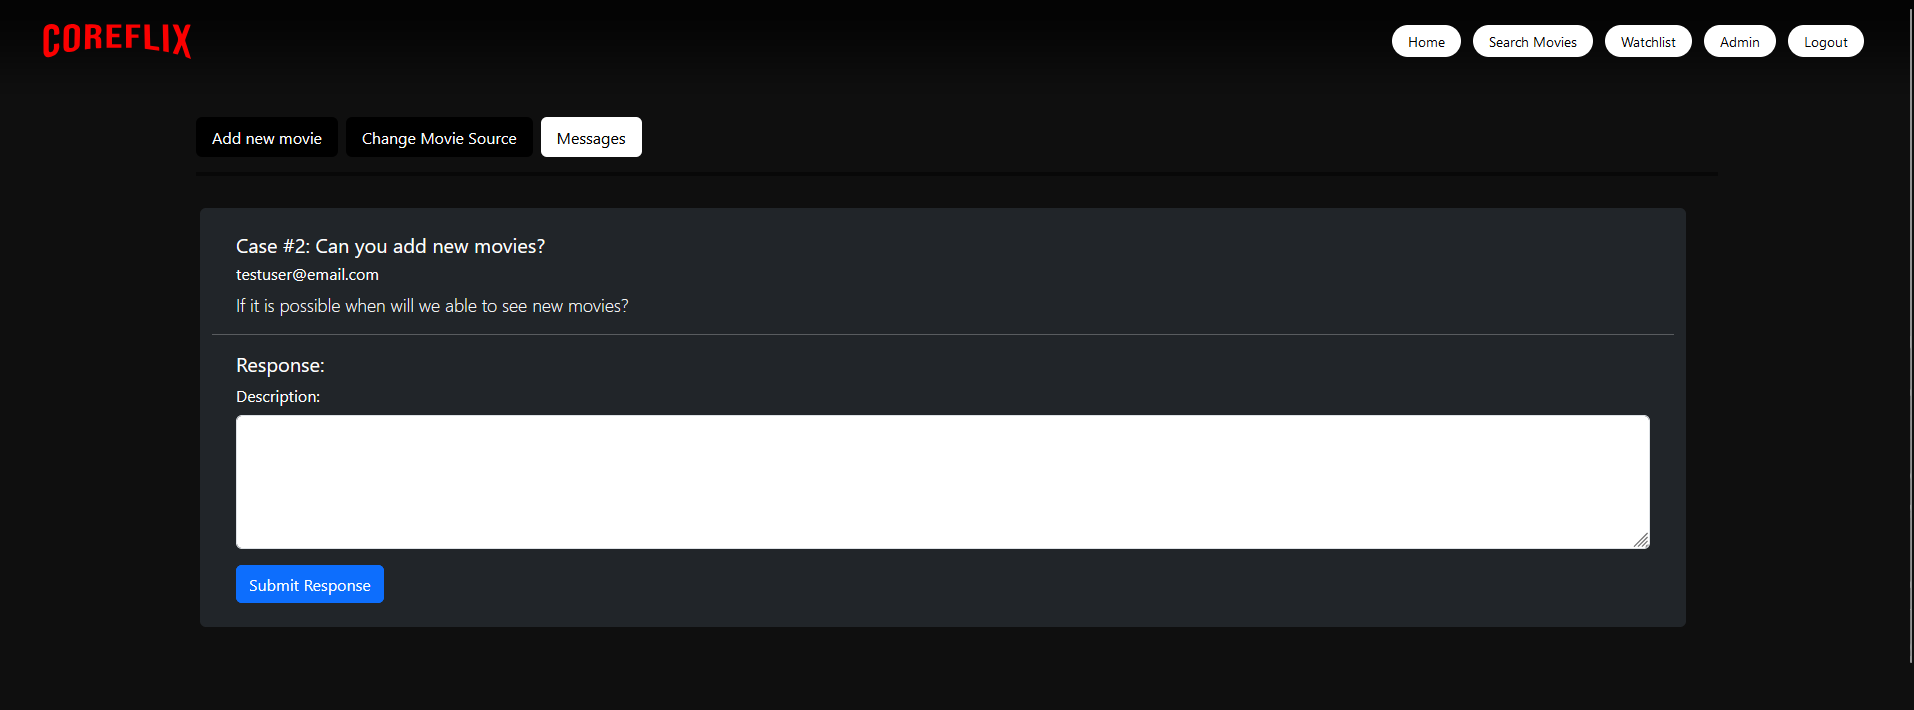 COREFLIX
Home Search Movies Watchlist Admin Logout
Add new movie Change Movie Source Messages
Case #2: Can you add new movies?
testuser@email.com
If it is possible when will we able to see new movies?
Response:
Description:
Submit Response